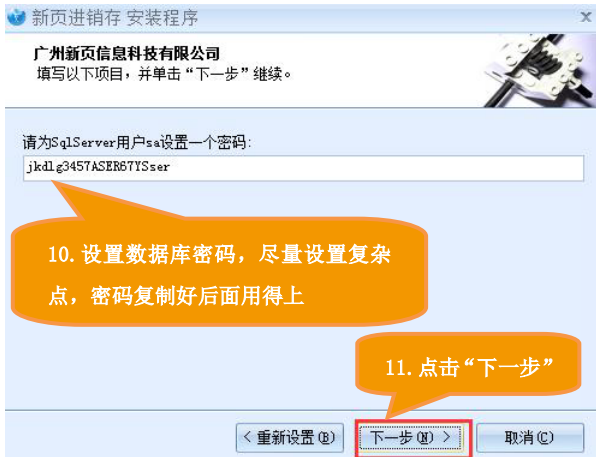 新页进销存 安装程序
x
广州新页信息科技有限公司
填写以下项目，并单击“下一步”继续。
请为SqlServer用户sa设置一个密码:
jkdlg3457ASER67YSser
10. 设置数据库密码，尽量设置复杂
点，密码复制好后面用得上
11. 点击“下一步”
< 重新设置(B)
下一步(N) >
取消(C)